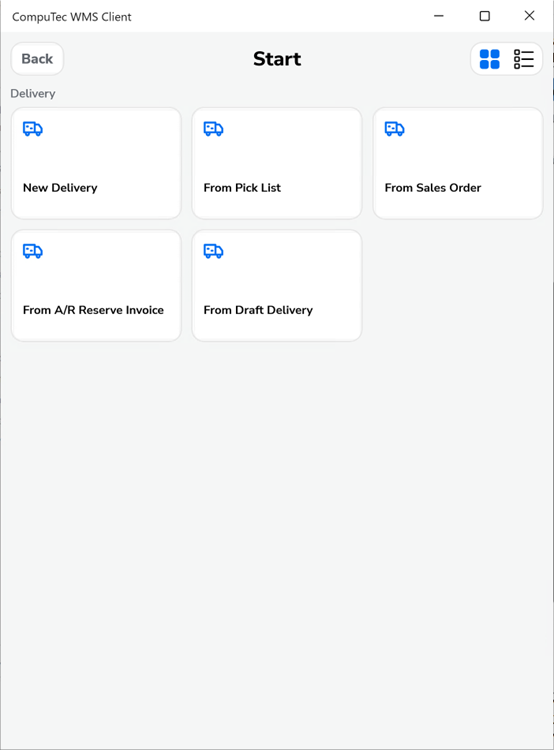 CompuTec WMS Client
Back
Start
Delivery
New Delivery
From Pick List
From Sales Order
From A/R Reserve Invoice
From Draft Delivery